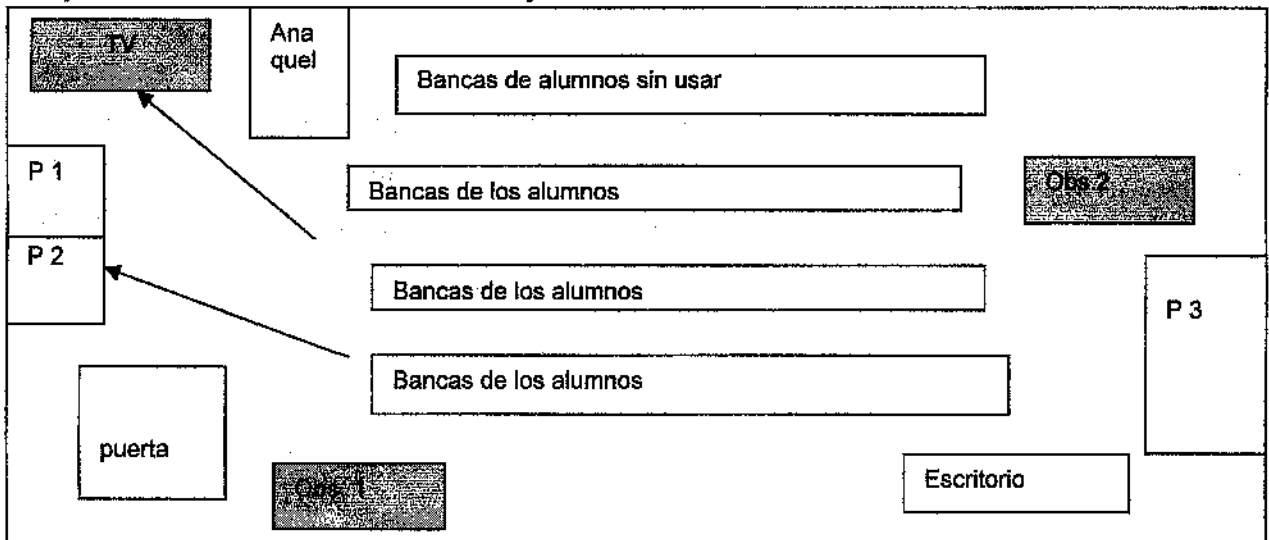 TV
Ana
quel
Bancas de alumnos sin usar
P 1
Bancas de los alumnos
Obs 2
P 2
Bancas de los alumnos
P 3
Bancas de los alumnos
puerta
Obs 1
Escritorio